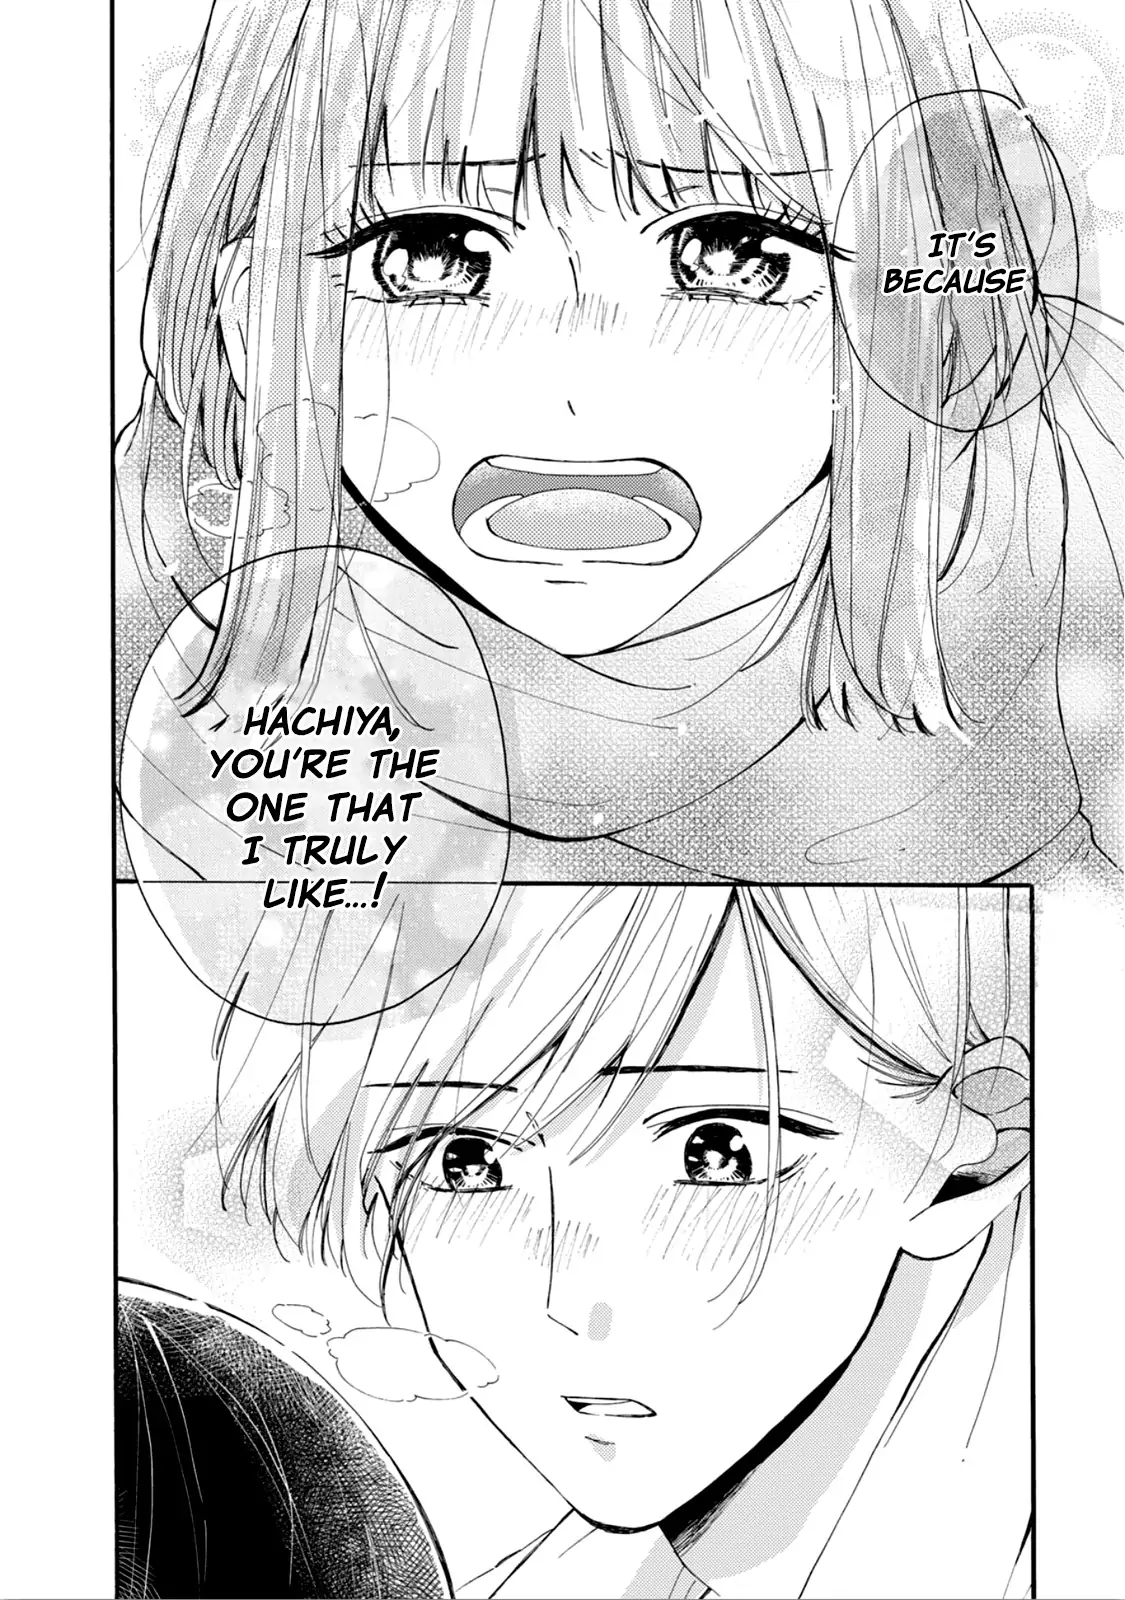 IT'S
BECAUSE
HACHIYA,
YOU'RE THE
ONE THAT
I TRULY
LIKE...!